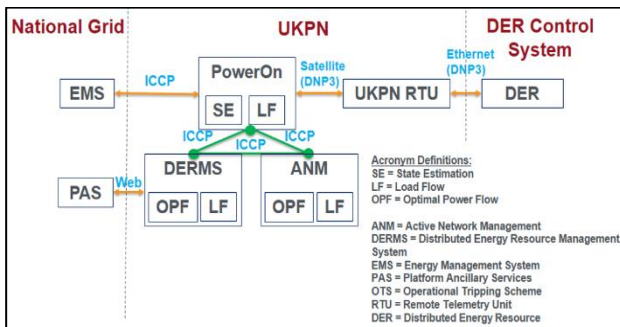 National Grid
UKPN
DER Control
System
PowerOn
Satellite
(DNP3)
Ethernet
(DNP3)
EMS
ICCP
SE
LF
UKPN RTU
DER
ICCP
ICCP
ICCP
DERMS
ANM
PAS
Web
OPF
LF
OPF
LF
Acronym Definitions:
SE = State Estimation
LF = Load Flow
OPF = Optimal Power Flow
ANM = Active Network Management
DERMS = Distributed Energy Resource Management
System
EMS = Energy Management System
PAS = Platform Ancillary Services
OTS = Operational Tripping Scheme
RTU = Remote Telemetry Unit
DER = Distributed Energy Resource